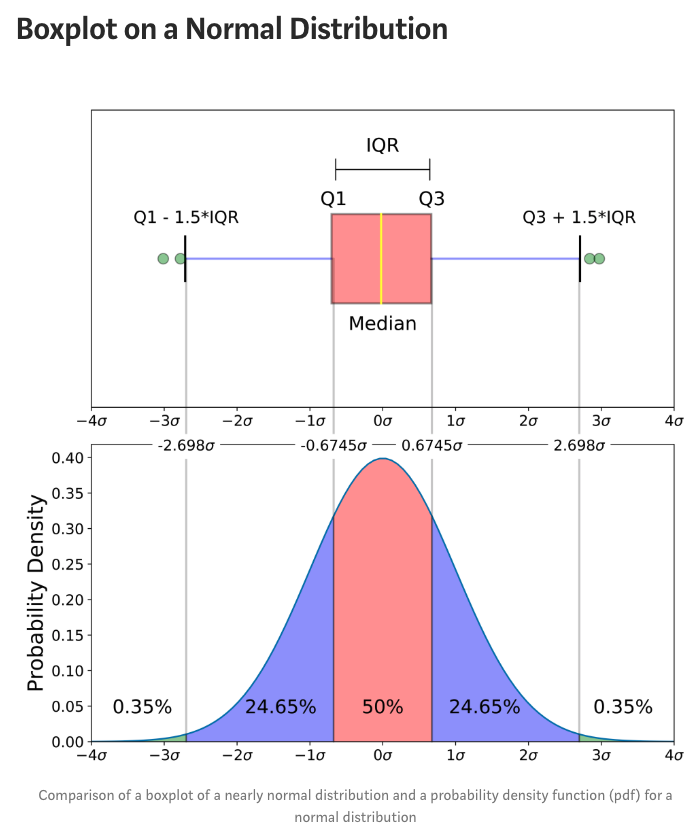 Boxplot on a Normal Distribution
IQR
Q1 Q3
Q1 - 1.5*IQR Q3 + 1.5*IQR
Median
−4σ −3σ −2σ −1σ 0σ 1σ 2σ 3σ 4σ
-2.698σ -0.6745σ 0.6745σ 2.698σ
0.40
0.35
0.30
0.25
0.20
0.15
0.10
0.05
0.00
Probability Density
0.35% 24.65% 50% 24.65% 0.35%
−4σ −3σ −2σ −1σ 0σ 1σ 2σ 3σ 4σ
Comparison of a boxplot of a nearly normal distribution and a probability density function (pdf) for a
normal distribution